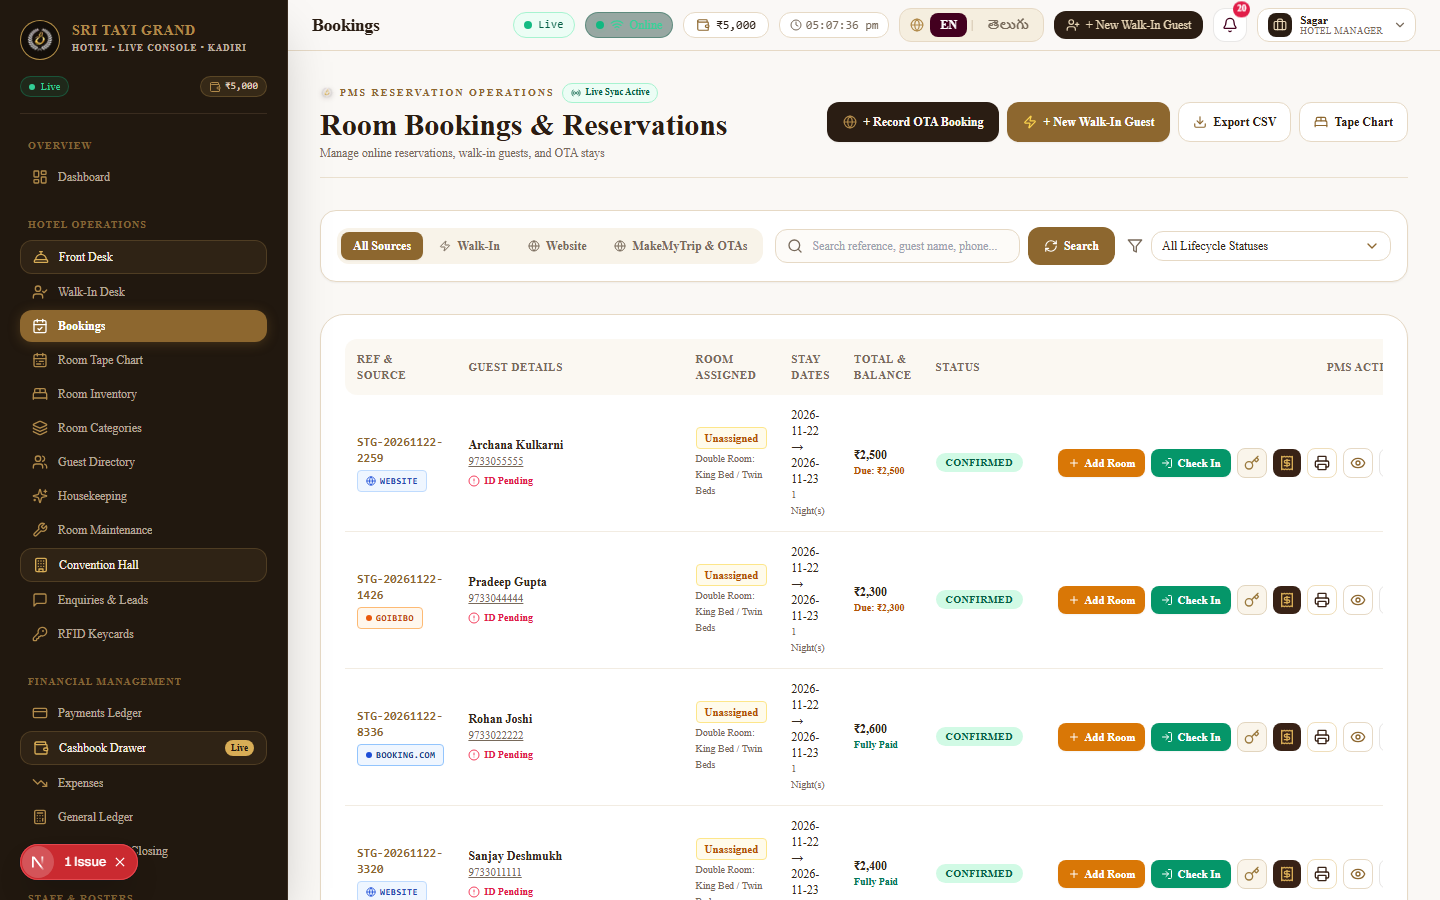 SRI TAYI GRAND
HOTEL • LIVE CONSOLE • KADIRI
Live
₹5,000
OVERVIEW
Dashboard
HOTEL OPERATIONS
Front Desk
Walk-In Desk
Bookings
Room Tape Chart
Room Inventory
Room Categories
Guest Directory
Housekeeping
Room Maintenance
Convention Hall
Enquiries & Leads
RFID Keycards
FINANCIAL MANAGEMENT
Payments Ledger
Cashbook Drawer Live
Expenses
General Ledger
Closing
1 Issue
STAFF & ROSTERS
Bookings
Live
Online
₹5,000
05:07:36 pm
EN
తెలుగు
+ New Walk-In Guest
20
Sagar
HOTEL MANAGER
PMS RESERVATION OPERATIONS
Live Sync Active
Room Bookings & Reservations
Manage online reservations, walk-in guests, and OTA stays
+ Record OTA Booking
+ New Walk-In Guest
Export CSV
Tape Chart
All Sources
Walk-In
Website
MakeMyTrip & OTAs
Search reference, guest name, phone...
Search
All Lifecycle Statuses
REF & SOURCE
GUEST DETAILS
ROOM ASSIGNED
STAY DATES
TOTAL & BALANCE
STATUS
PMS ACTI
STG-20261122-
2259
WEBSITE
Archana Kulkarni
9733055555
ID Pending
Unassigned
Double Room:
King Bed / Twin
Beds
2026-
11-22
→
2026-
11-23
1
Night(s)
₹2,500
Due: ₹2,500
CONFIRMED
+ Add Room
Check In
STG-20261122-
1426
GOIBIBO
Pradeep Gupta
9733044444
ID Pending
Unassigned
Double Room:
King Bed / Twin
Beds
2026-
11-22
→
2026-
11-23
1
Night(s)
₹2,300
Due: ₹2,300
CONFIRMED
+ Add Room
Check In
STG-20261122-
8336
BOOKING.COM
Rohan Joshi
9733022222
ID Pending
Unassigned
Double Room:
King Bed / Twin
Beds
2026-
11-22
→
2026-
11-23
1
Night(s)
₹2,600
Fully Paid
CONFIRMED
+ Add Room
Check In
STG-20261122-
3320
WEBSITE
Sanjay Deshmukh
9733011111
ID Pending
Unassigned
Double Room:
King Bed / Twin
Beds
2026-
11-22
→
2026-
11-23
₹2,400
Fully Paid
CONFIRMED
+ Add Room
Check In